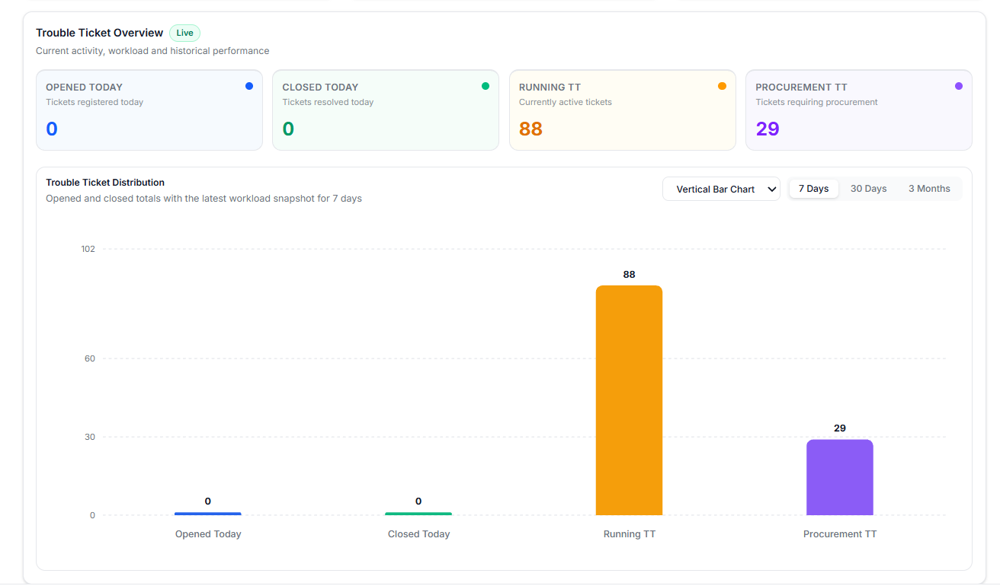 Trouble Ticket Overview Live
Current activity, workload and historical performance
OPENED TODAY
Tickets registered today
0
CLOSED TODAY
Tickets resolved today
0
RUNNING TT
Currently active tickets
88
PROCUREMENT TT
Tickets requiring procurement
29
Trouble Ticket Distribution
Opened and closed totals with the latest workload snapshot for 7 days
Vertical Bar Chart
7 Days 30 Days 3 Months
102
60
30
0
0
0
88
29
Opened Today Closed Today Running TT Procurement TT